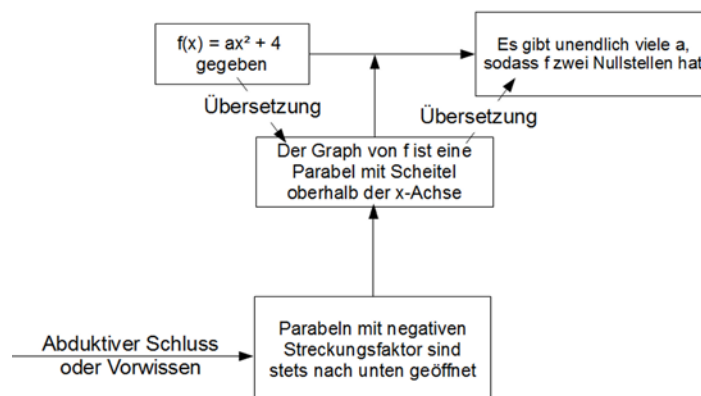 f(x) = ax² + 4
gegeben
Es gibt unendlich viele a,
sodass f zwei Nullstellen hat
Übersetzung
Übersetzung
Der Graph von f ist eine
Parabel mit Scheitel
oberhalb der x-Achse
Abduktiver Schluss
oder Vorwissen
Parabeln mit negativen
Streckungsfaktor sind
stets nach unten geöffnet